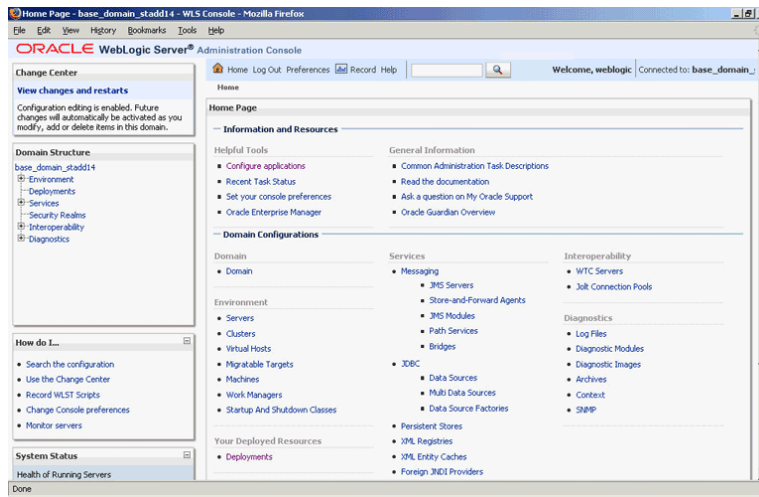 Home Page - base_domain_stadd14 - WLS Console - Mozilla Firefox
File Edit View History Bookmarks Tools Help
ORACLE WebLogic Server® Administration Console
Change Center
View changes and restarts
Configuration editing is enabled. Future
changes will automatically be activated as you
modify, add or delete items in this domain.
Domain Structure
base_domain_stadd14
Environment
Deployments
Services
Security Realms
Interoperability
Diagnostics
How do I...
Search the configuration
Use the Change Center
Record WLST Scripts
Change Console preferences
Monitor servers
System Status
Health of Running Servers
Home Log Out Preferences Record Help
Welcome, weblogic Connected to: base_domain_
Home
Home Page
Information and Resources
Helpful Tools
Configure applications
Recent Task Status
Set your console preferences
Oracle Enterprise Manager
General Information
Common Administration Task Descriptions
Read the documentation
Ask a question on My Oracle Support
Oracle Guardian Overview
Domain Configurations
Domain
Domain
Environment
Servers
Clusters
Virtual Hosts
Migratable Targets
Machines
Work Managers
Startup And Shutdown Classes
Your Deployed Resources
Deployments
Services
Messaging
JMS Servers
Store-and-Forward Agents
JMS Modules
Path Services
Bridges
JDBC
Data Sources
Multi Data Sources
Data Source Factories
Persistent Stores
XML Registries
XML Entity Caches
Foreign JNDI Providers
Interoperability
WTC Servers
Jolt Connection Pools
Diagnostics
Log Files
Diagnostic Modules
Diagnostic Images
Archives
Context
SNMP
Done